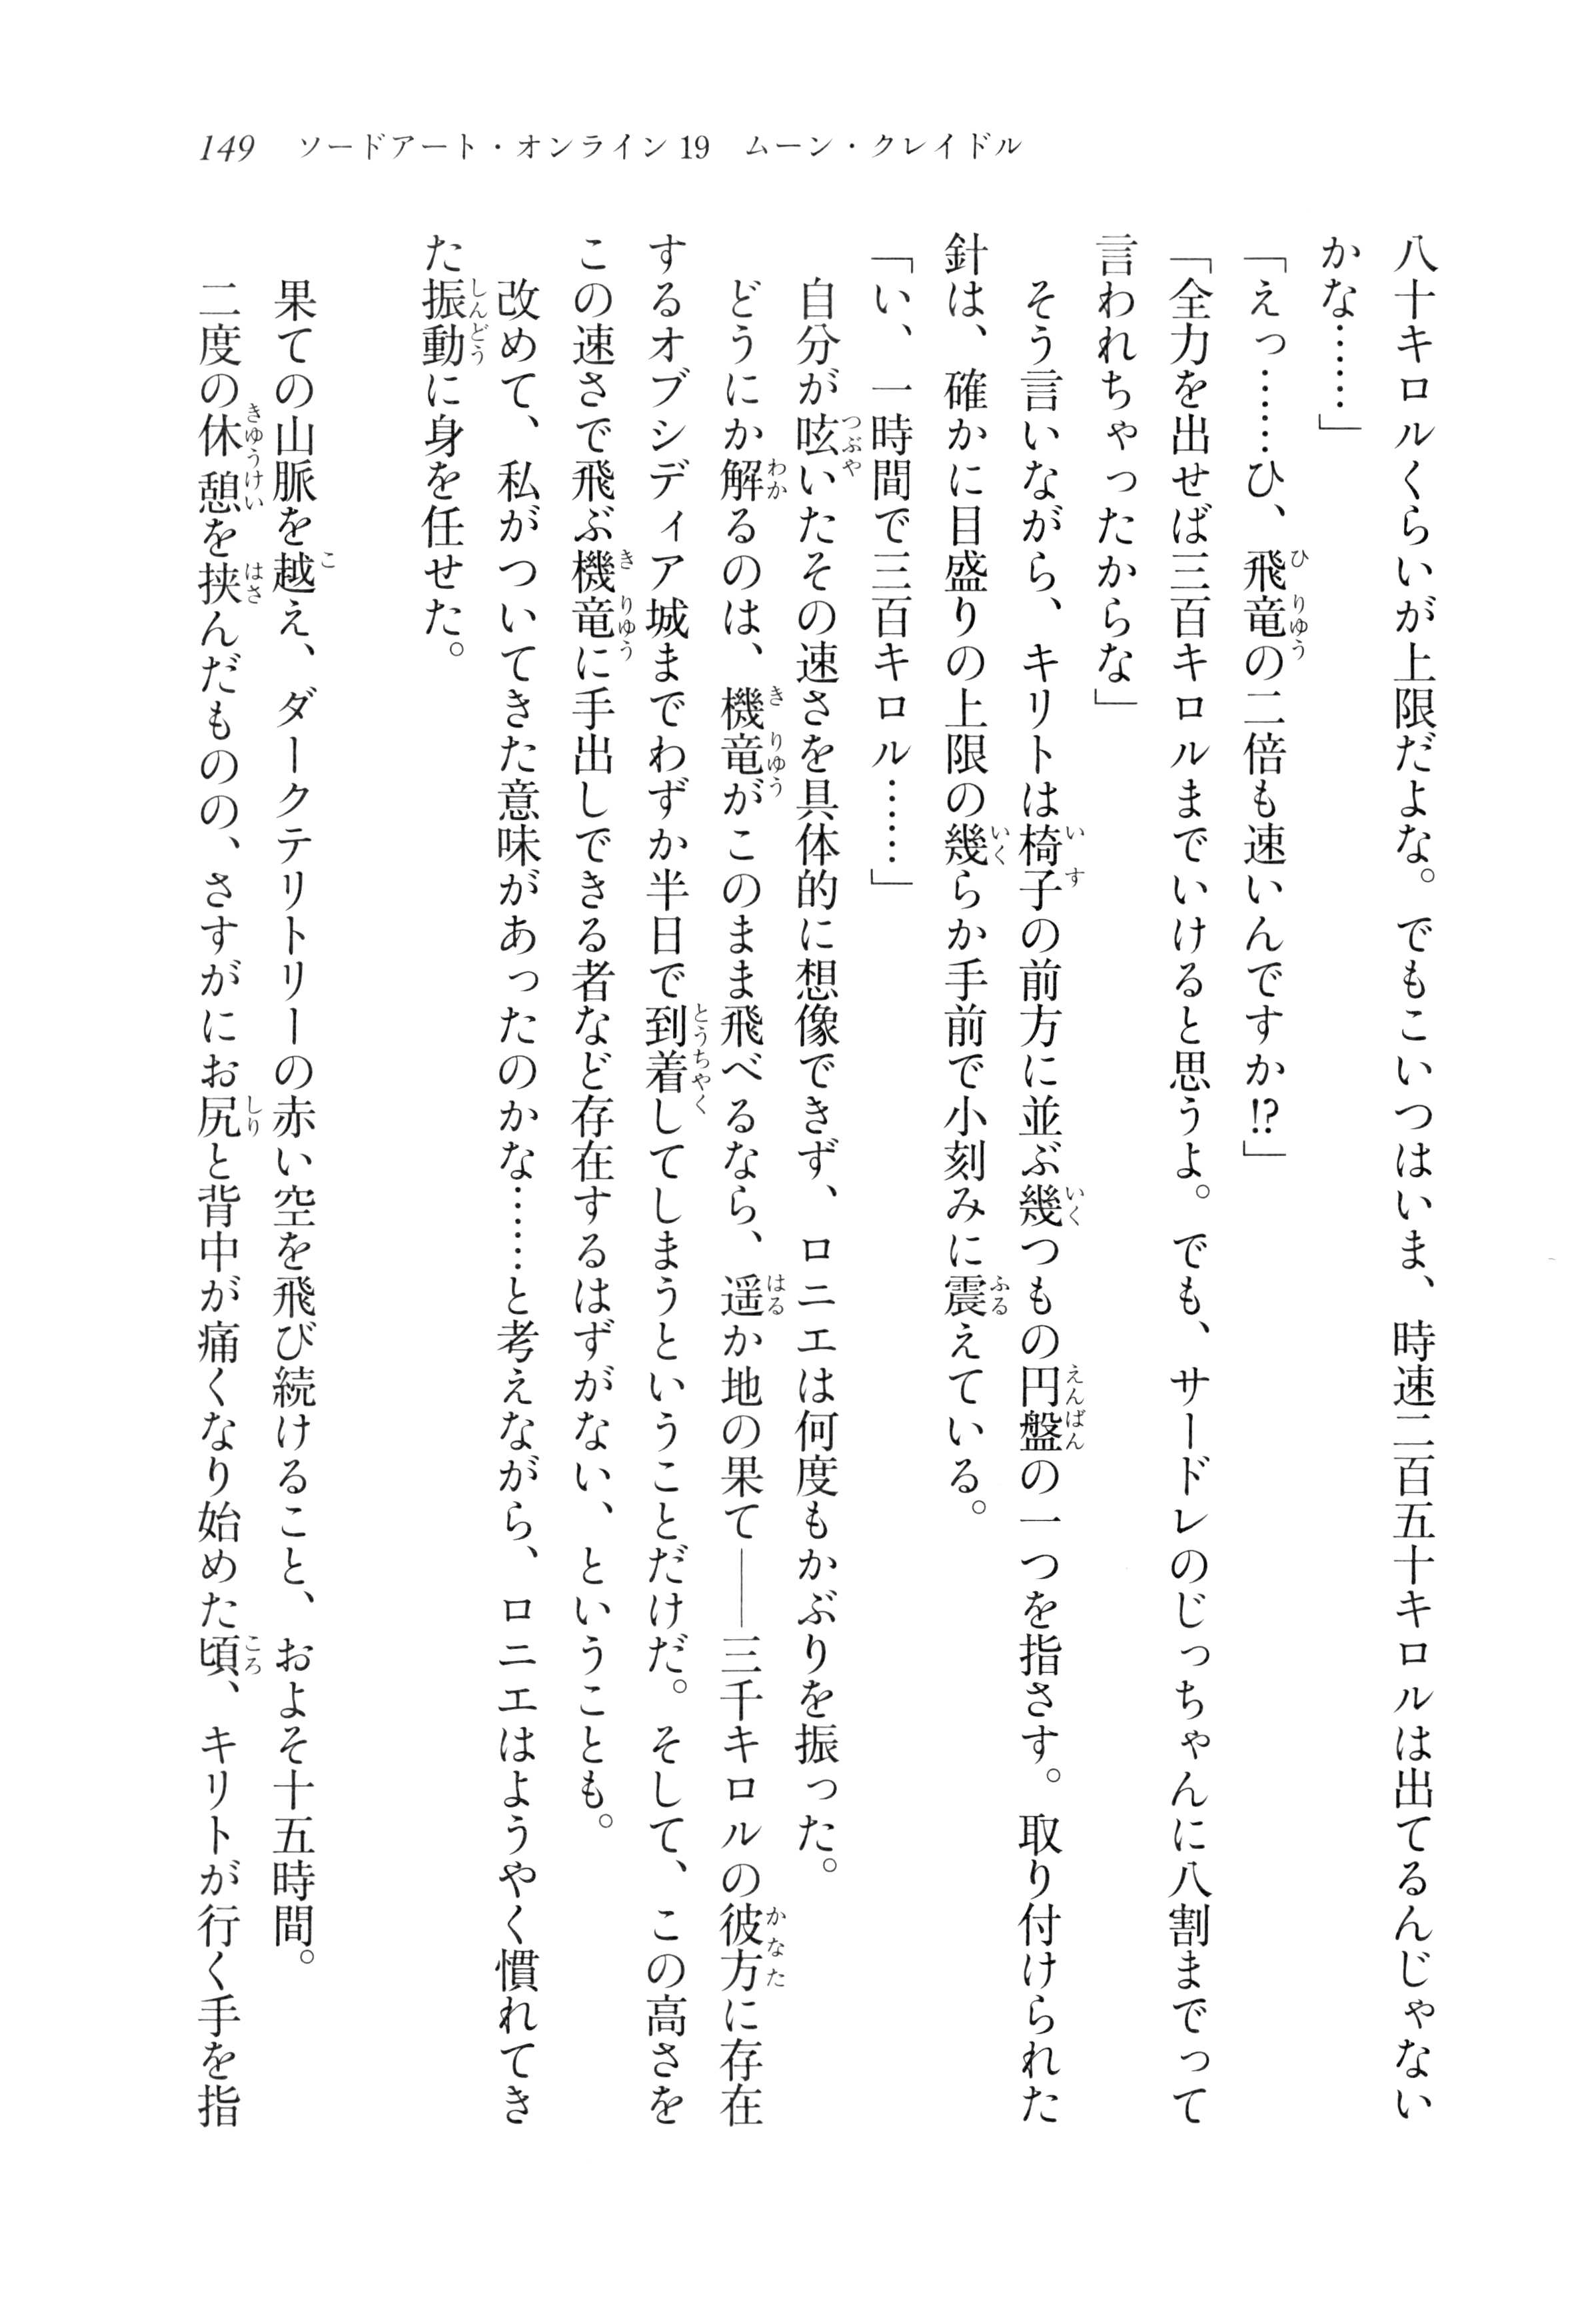 149 ソードアート・オンライン19 ムーン・クレイドル
八十キロルくらいが上限だよな。でもこいつはいま、時速二百五十キロルは出てるんじゃない
かな……」
「えっ……ひ、飛竜の二倍も速いんですか!?」
「全力を出せば三百キロルまでいけると思うよ。でも、サードレのじっちゃんに八割までって
言われちゃったからな」
　そう言いながら、キリトは椅子の前方に並ぶ幾つもの円盤の一つを指さす。取り付けられた
針は、確かに目盛りの上限の幾らか手前で小刻みに震えている。
「い、一時間で三百キロル……」
　自分が呟いたその速さを具体的に想像できず、ロニエは何度もかぶりを振った。
　どうにか解るのは、機竜がこのまま飛べるなら、遥か地の果て――三千キロルの彼方に存在
するオブシディア城までわずか半日で到着してしまうということだけだ。そして、この高さを
この速さで飛ぶ機竜に手出しできる者など存在するはずがない、ということも。
　改めて、私がついてきた意味があったのかな……と考えながら、ロニエはようやく慣れてき
た振動に身を任せた。
　果ての山脈を越え、ダークテリトリーの赤い空を飛び続けること、およそ十五時間。
　二度の休憩を挟んだものの、さすがにお尻と背中が痛くなり始めた頃、キリトが行く手を指